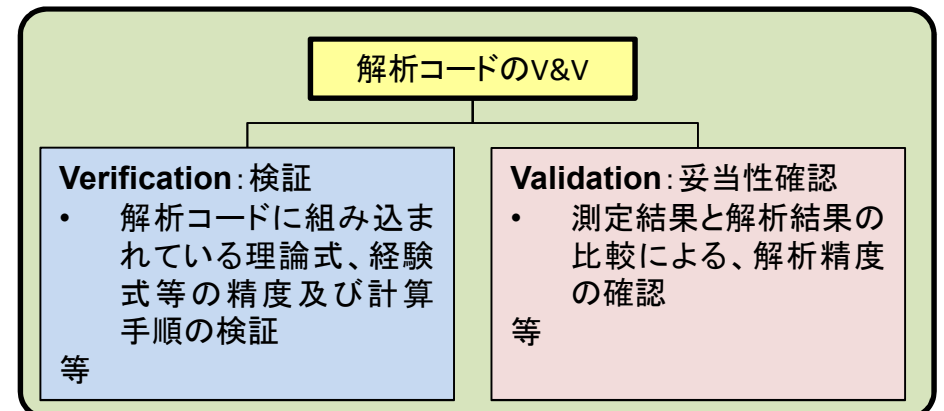 解析コードのV&V
Verification：検証
• 解析コードに組み込ま
れている理論式、経験
式等の精度及び計算
手順の検証
等
Validation：妥当性確認
• 測定結果と解析結果の
比較による、解析精度
の確認
等